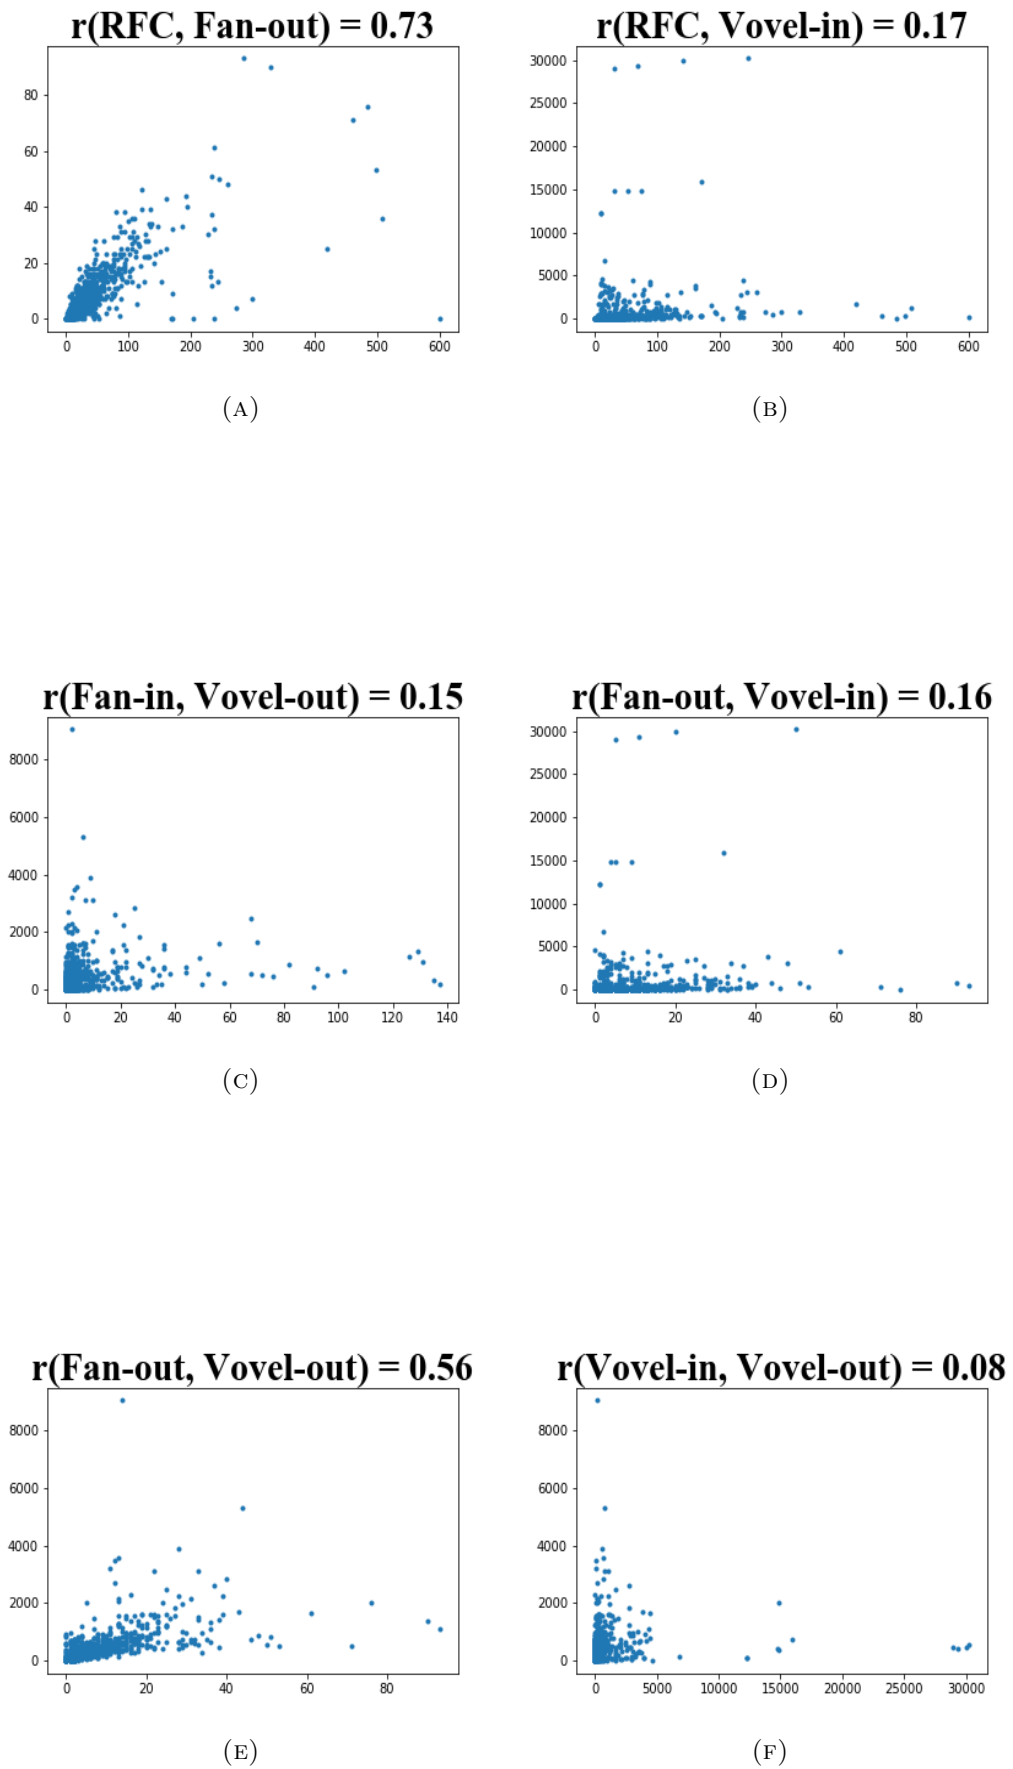 r(RFC, Fan-out) = 0.73
80
60
40
20
0
0 100 200 300 400 500 600
(A)
r(RFC, Vovel-in) = 0.17
30000
25000
20000
15000
10000
5000
0
0 100 200 300 400 500 600
(B)
r(Fan-in, Vovel-out) = 0.15
8000
6000
4000
2000
0
0 20 40 60 80 100 120 140
(C)
r(Fan-out, Vovel-in) = 0.16
30000
25000
20000
15000
10000
5000
0
0 20 40 60 80
(D)
r(Fan-out, Vovel-out) = 0.56
8000
6000
4000
2000
0
0 20 40 60 80
(E)
r(Vovel-in, Vovel-out) = 0.08
8000
6000
4000
2000
0
0 5000 10000 15000 20000 25000 30000
(F)